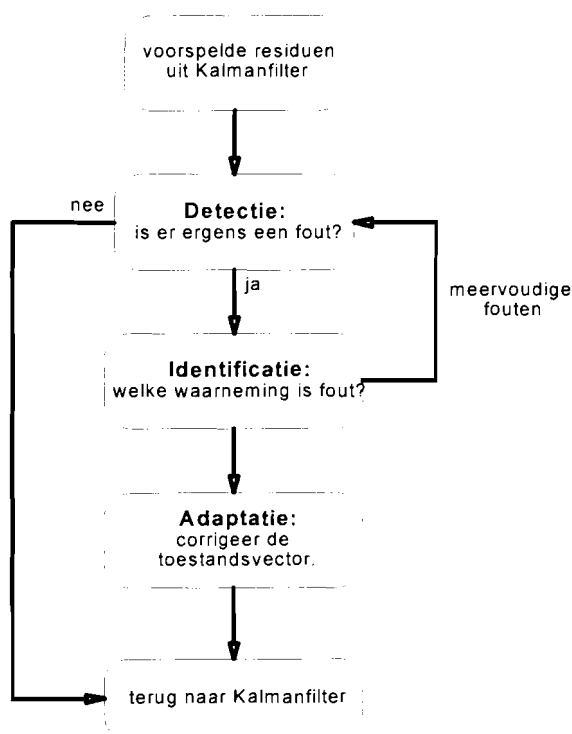 voorspelde residuen
uit Kalmanfilter
nee
Detectie:
is er ergens een fout?
ja
meervoudige
fouten
Identificatie:
welke waarneming is fout?
Adaptatie:
corrigeer de
toestandsvector.
terug naar Kalmanfilter